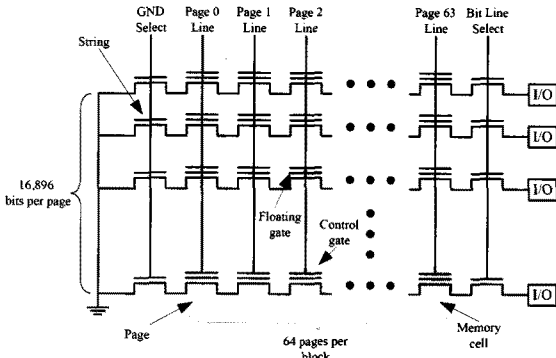 GND Select
Page 0 Line
Page 1 Line
Page 2 Line
Page 63 Line
Bit Line Select
String
I/O
I/O
16,896 bits per page
I/O
Floating gate
Control gate
I/O
Page
64 pages per block
Memory cell